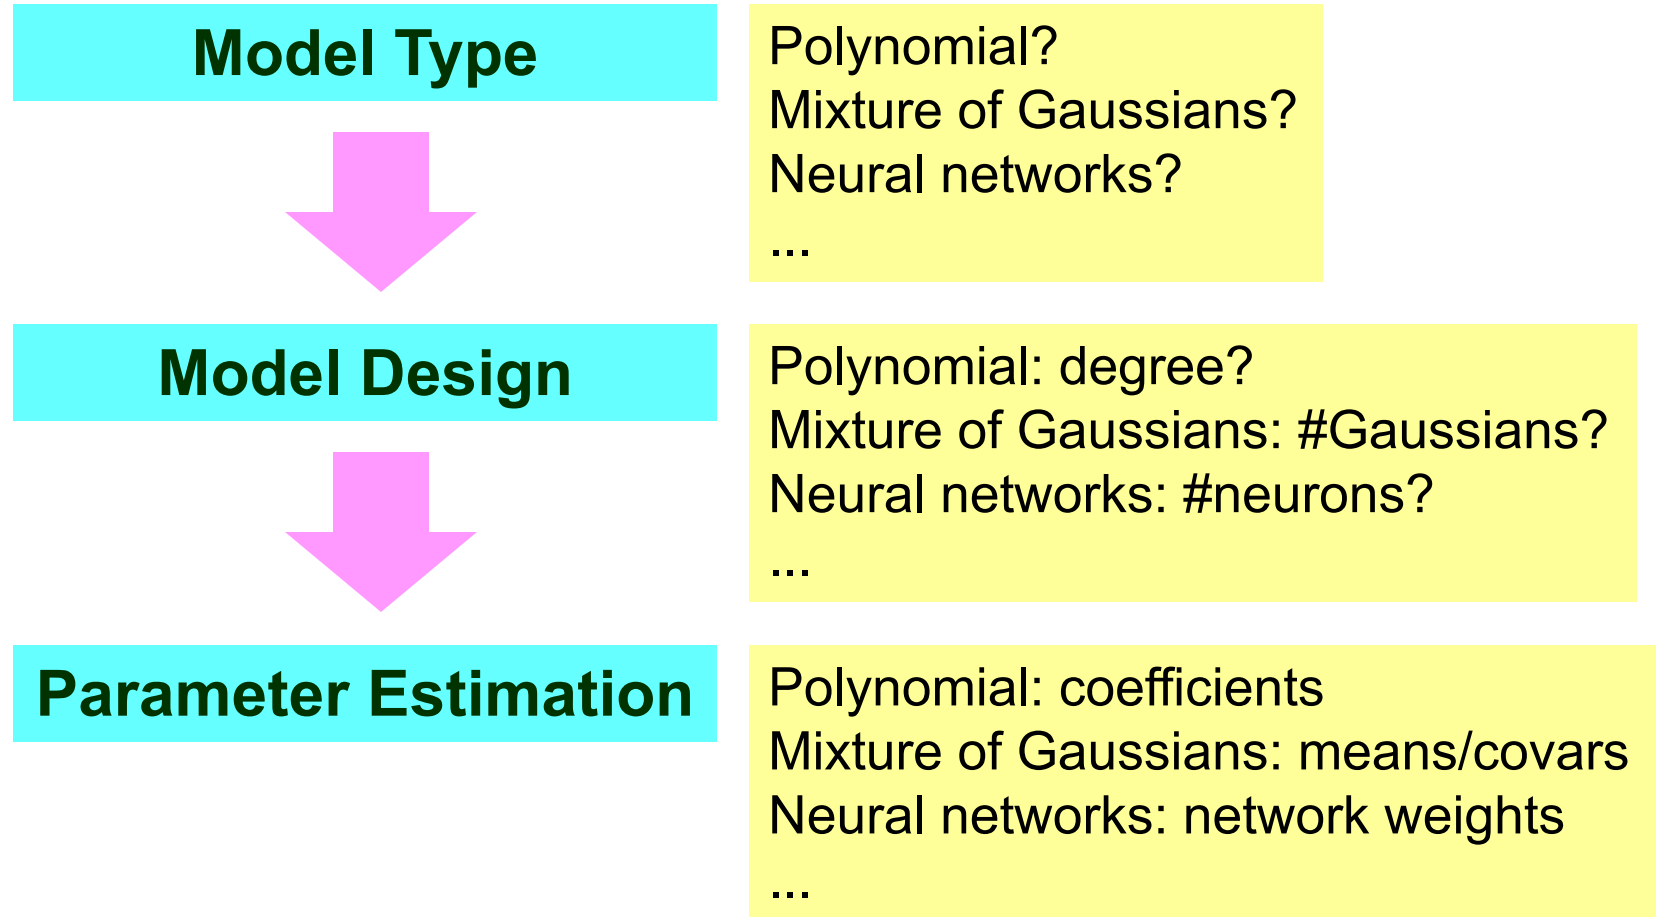 Model Type
Polynomial?
Mixture of Gaussians?
Neural networks?
...
Model Design
Polynomial: degree?
Mixture of Gaussians: #Gaussians?
Neural networks: #neurons?
...
Parameter Estimation
Polynomial: coefficients
Mixture of Gaussians: means/covars
Neural networks: network weights
...